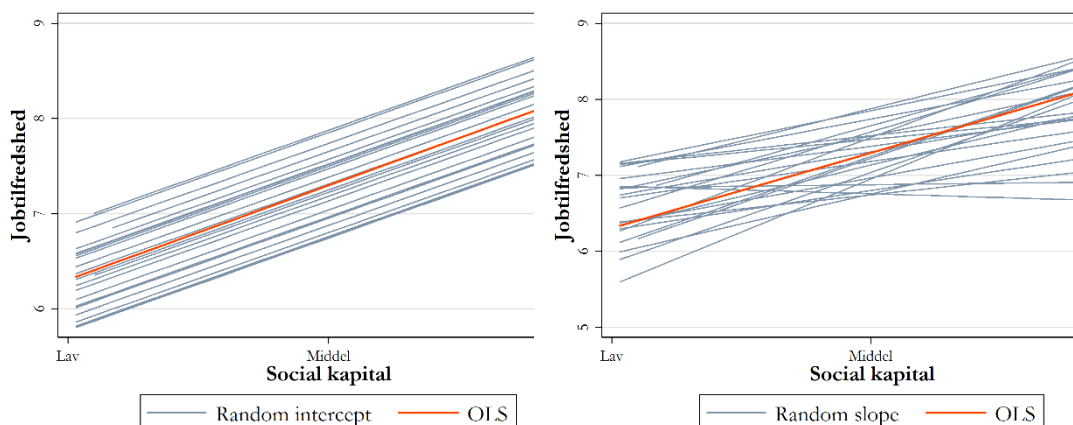 Jobtilfredshed
9
8
7
6
Lav
Middel
Social kapital
Random intercept
OLS
Jobtilfredshed
9
8
7
6
5
Lav
Middel
Social kapital
Random slope
OLS